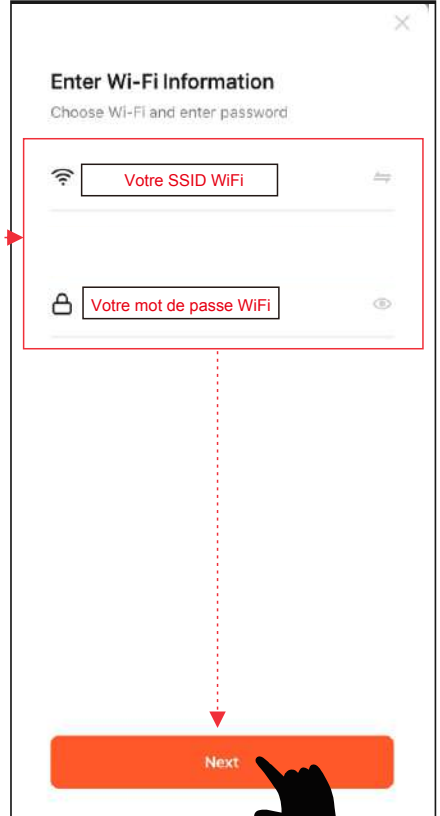 Enter Wi-Fi Information
Choose Wi-Fi and enter password
Votre SSID WiFi
Votre mot de passe WiFi
Next